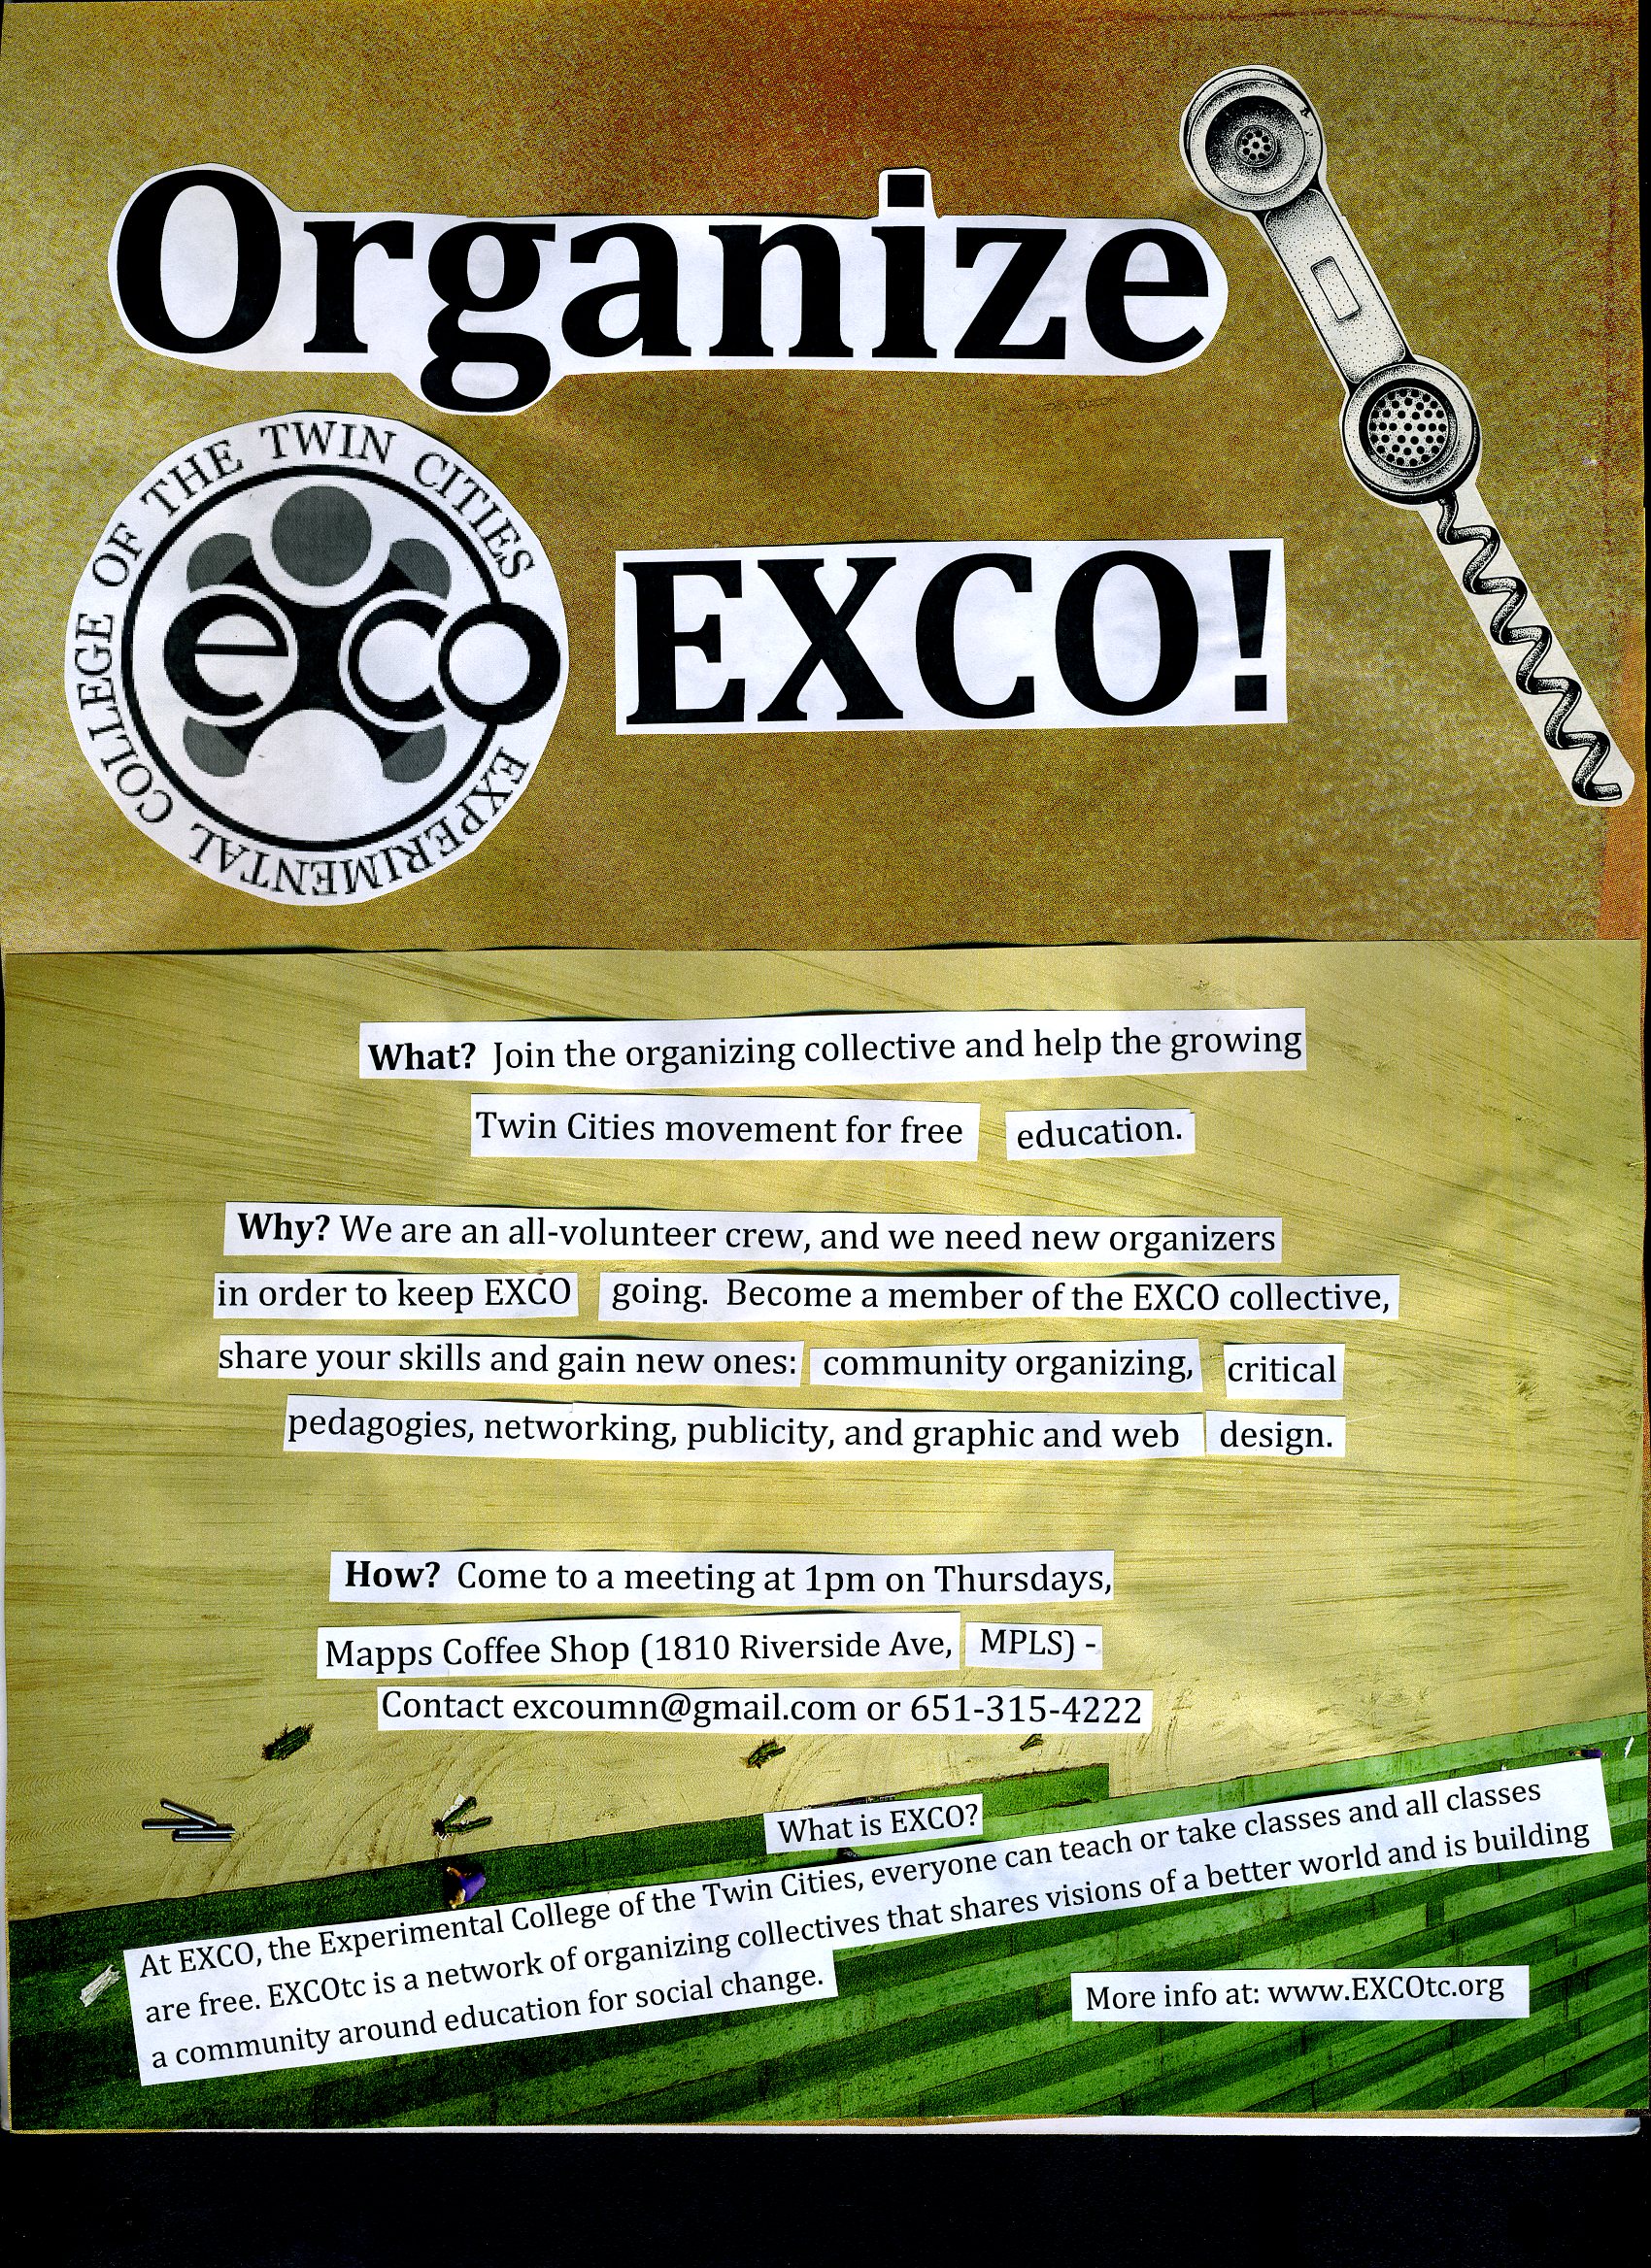 Organize
EXPERIMENTAL COLLEGE OF THE TWIN CITIES
exco
EXCO!
What? Join the organizing collective and help the growing
Twin Cities movement for free education.
Why? We are an all-volunteer crew, and we need new organizers
in order to keep EXCO going. Become a member of the EXCO collective,
share your skills and gain new ones: community organizing, critical
pedagogies, networking, publicity, and graphic and web design.
How? Come to a meeting at 1pm on Thursdays,
Mapps Coffee Shop (1810 Riverside Ave, MPLS) -
Contact excoumn@gmail.com or 651-315-4222
What is EXCO?
At EXCO, the Experimental College of the Twin Cities, everyone can teach or take classes and all classes
are free. EXCOtc is a network of organizing collectives that shares visions of a better world and is building
a community around education for social change.
More info at: www.EXCOtc.org